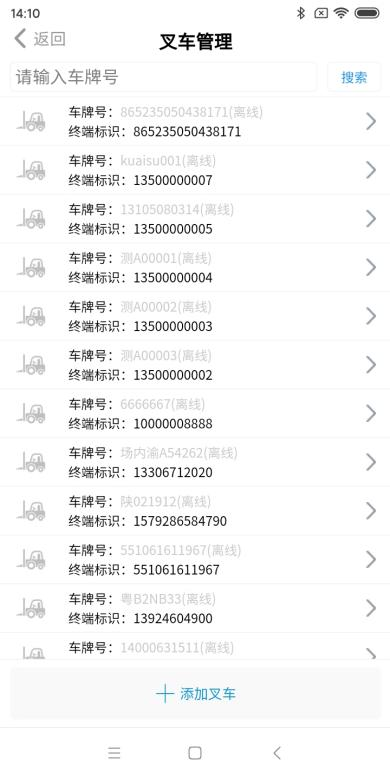 14:10
返回
叉车管理
请输入车牌号
搜索
车牌号：865235050438171(离线)
终端标识：865235050438171
车牌号：kuaisu001(离线)
终端标识：13500000007
车牌号：13105080314(离线)
终端标识：13500000005
车牌号：测A00001(离线)
终端标识：13500000004
车牌号：测A00002(离线)
终端标识：13500000003
车牌号：测A00003(离线)
终端标识：13500000002
车牌号：6666667(离线)
终端标识：10000008888
车牌号：场内渝A54262(离线)
终端标识：13306712020
车牌号：陕021912(离线)
终端标识：1579286584790
车牌号：551061611967(离线)
终端标识：551061611967
车牌号：粤B2NB33(离线)
终端标识：13924604900
车牌号：14000631511(离线)
添加叉车